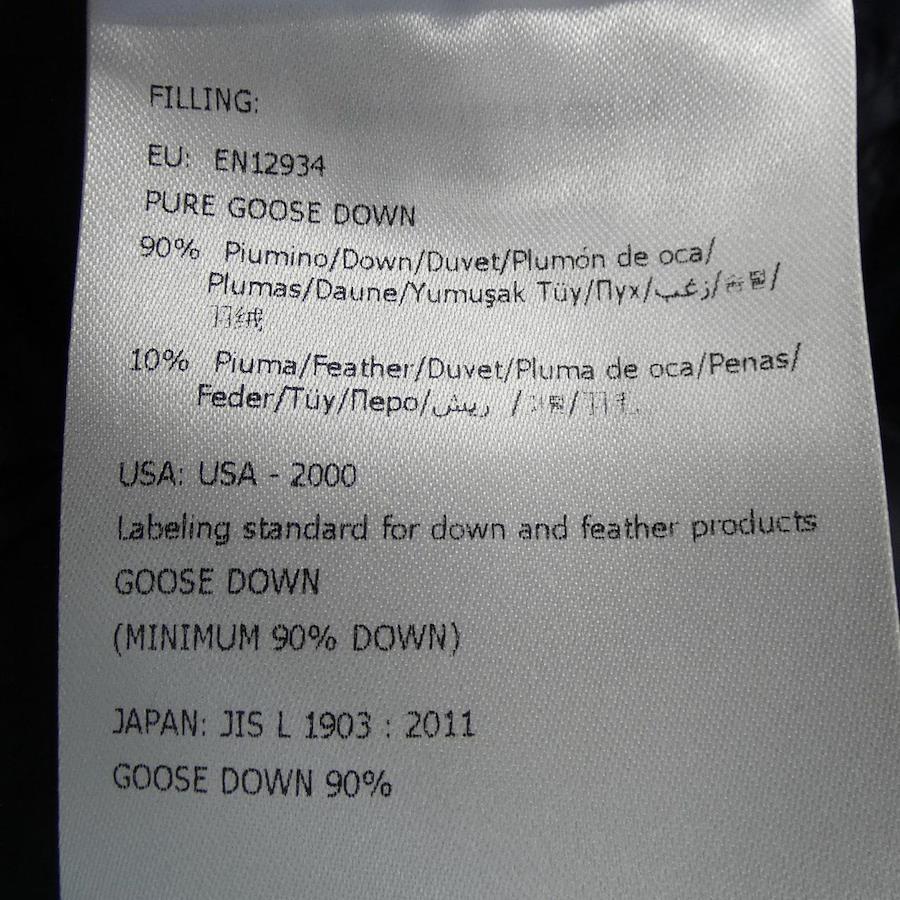 FILLING:
EU: EN12934
PURE GOOSE DOWN
90% Piumino/Down/Duvet/Plumón de oca/
Plumas/Daune/Yumuşak Tüy/Пух/زغب/
羽绒
10% Piuma/Feather/Duvet/Pluma de oca/Penas/
Feder/Tüy/Перо/ريش /
USA: USA - 2000
Labeling standard for down and feather products
GOOSE DOWN
(MINIMUM 90% DOWN)
JAPAN: JIS L 1903 : 2011
GOOSE DOWN 90%